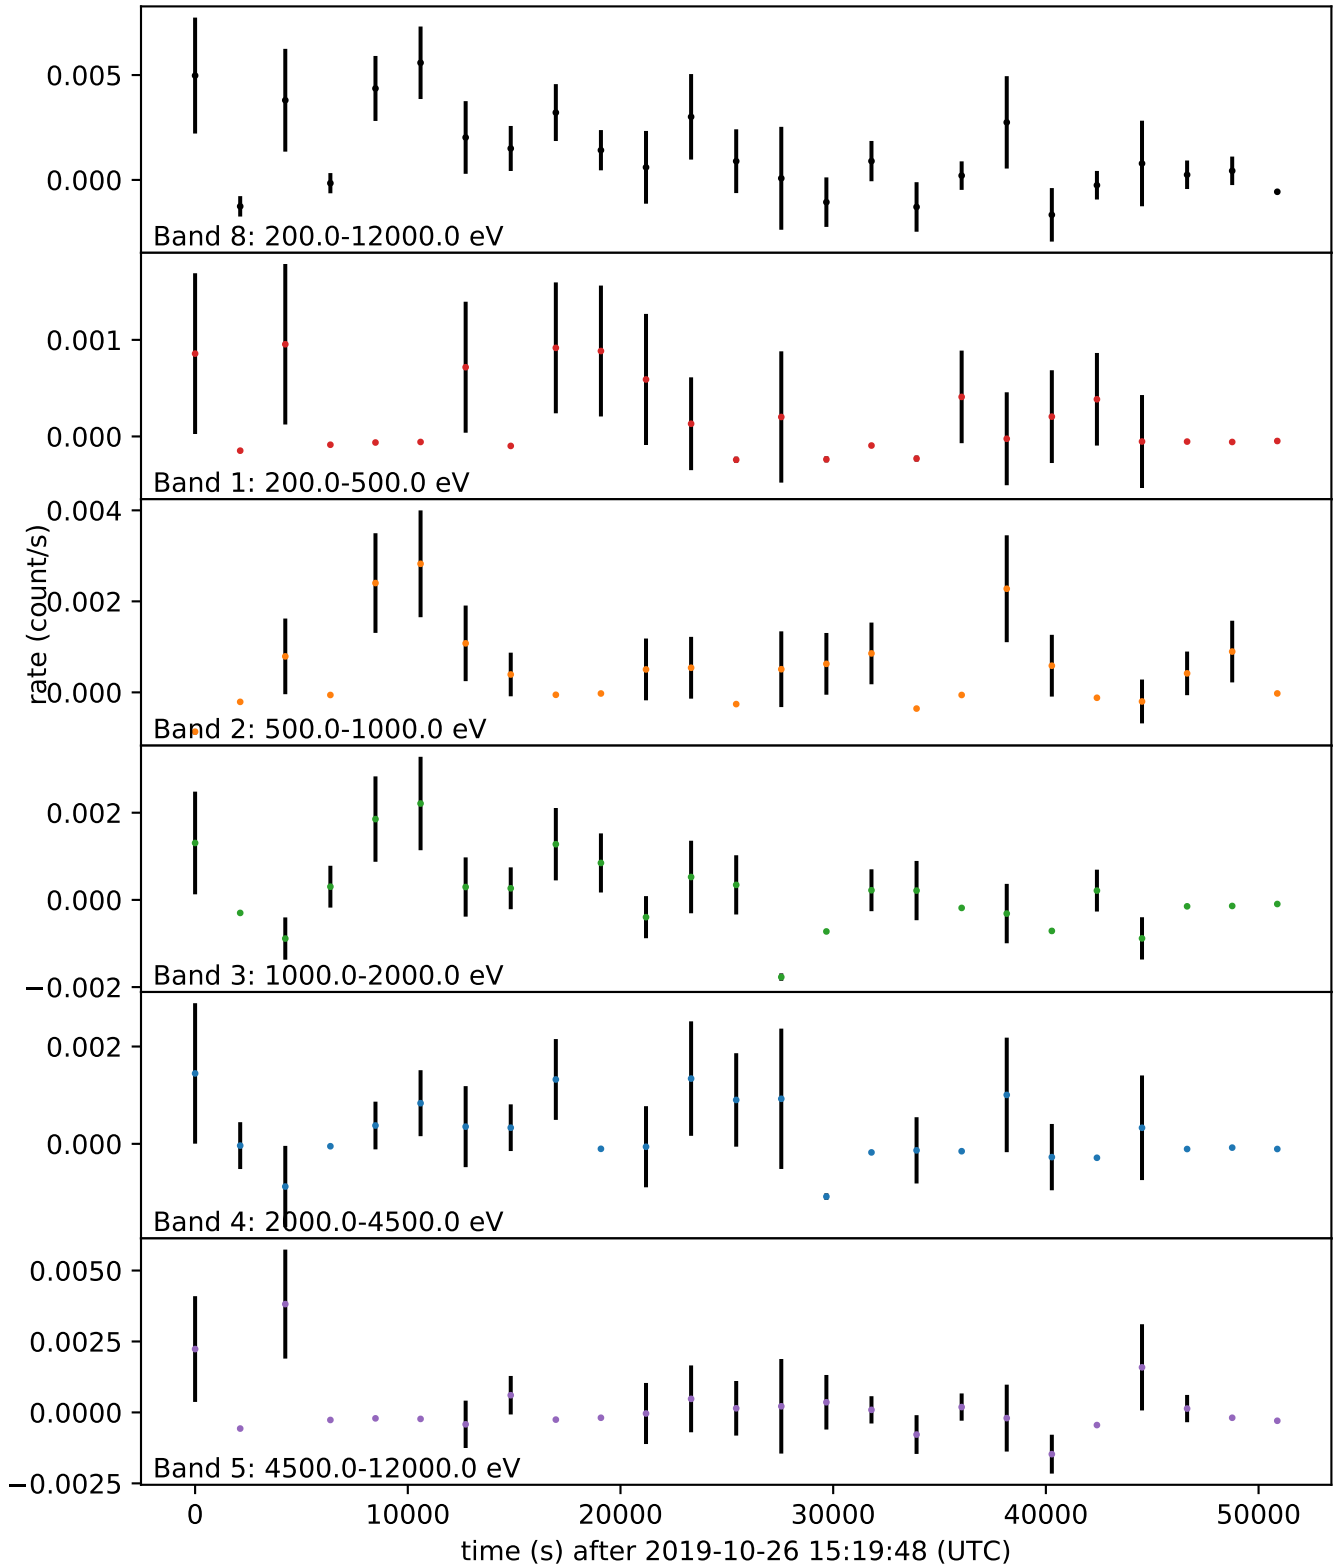 0.005
0.000
Band 8: 200.0-12000.0 eV
0.001
0.000
Band 1: 200.0-500.0 eV
0.004
0.002
0.000
Band 2: 500.0-1000.0 eV
rate (count/s)
0.002
0.000
−0.002
Band 3: 1000.0-2000.0 eV
0.002
0.000
Band 4: 2000.0-4500.0 eV
0.0050
0.0025
0.0000
−0.0025
Band 5: 4500.0-12000.0 eV
0 10000 20000 30000 40000 50000
time (s) after 2019-10-26 15:19:48 (UTC)